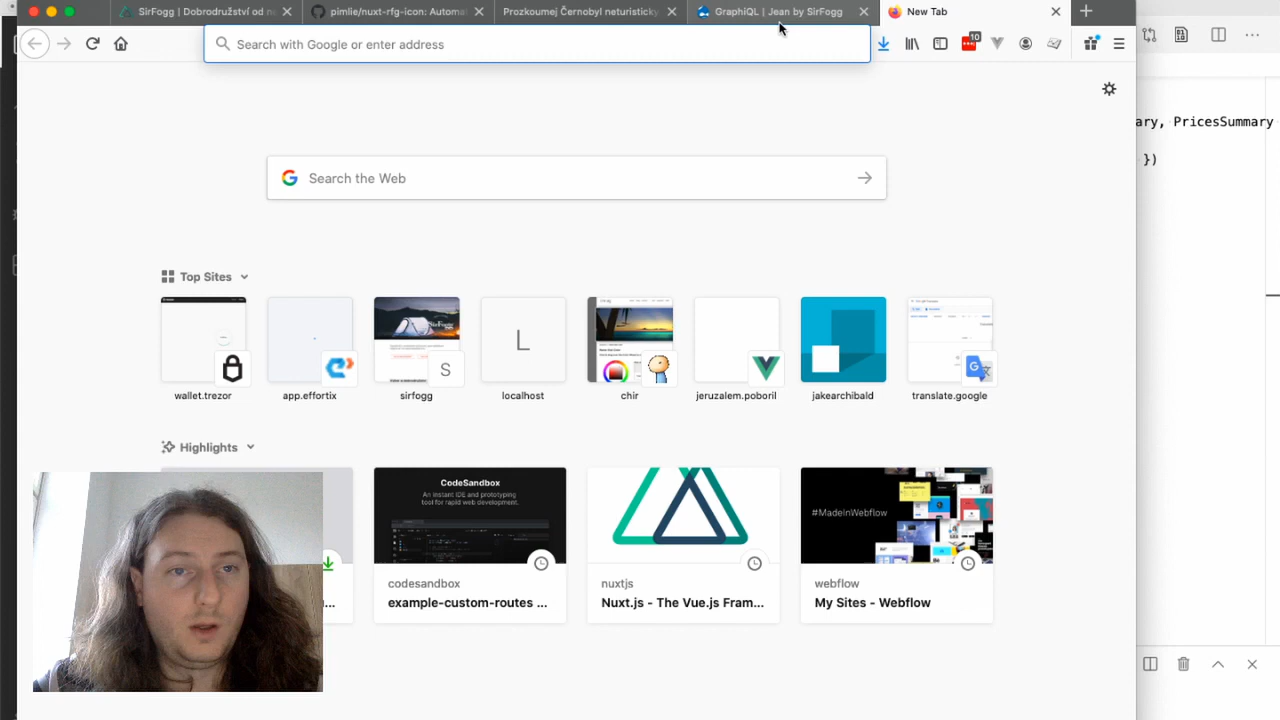 SirFogg | Dobrodružství od n
pimlie/nuxt-rfg-icon: Automa
Prozkoumej Černobyl neturisticky
GraphiQL | Jean by SirFogg
New Tab
Search with Google or enter address
10
ary, PricesSummary
})
Search the Web
Top Sites
SirFogg
L
S
wallet.trezor
app.effortix
sirfogg
localhost
chir
jeruzalem.poboril
jakearchibald
translate.google
Highlights
CodeSandbox
An instant IDE and prototyping
tool for rapid web development.
#MadeInWebflow
codesandbox
nuxtjs
webflow
...
example-custom-routes ...
Nuxt.js - The Vue.js Fram...
My Sites - Webflow